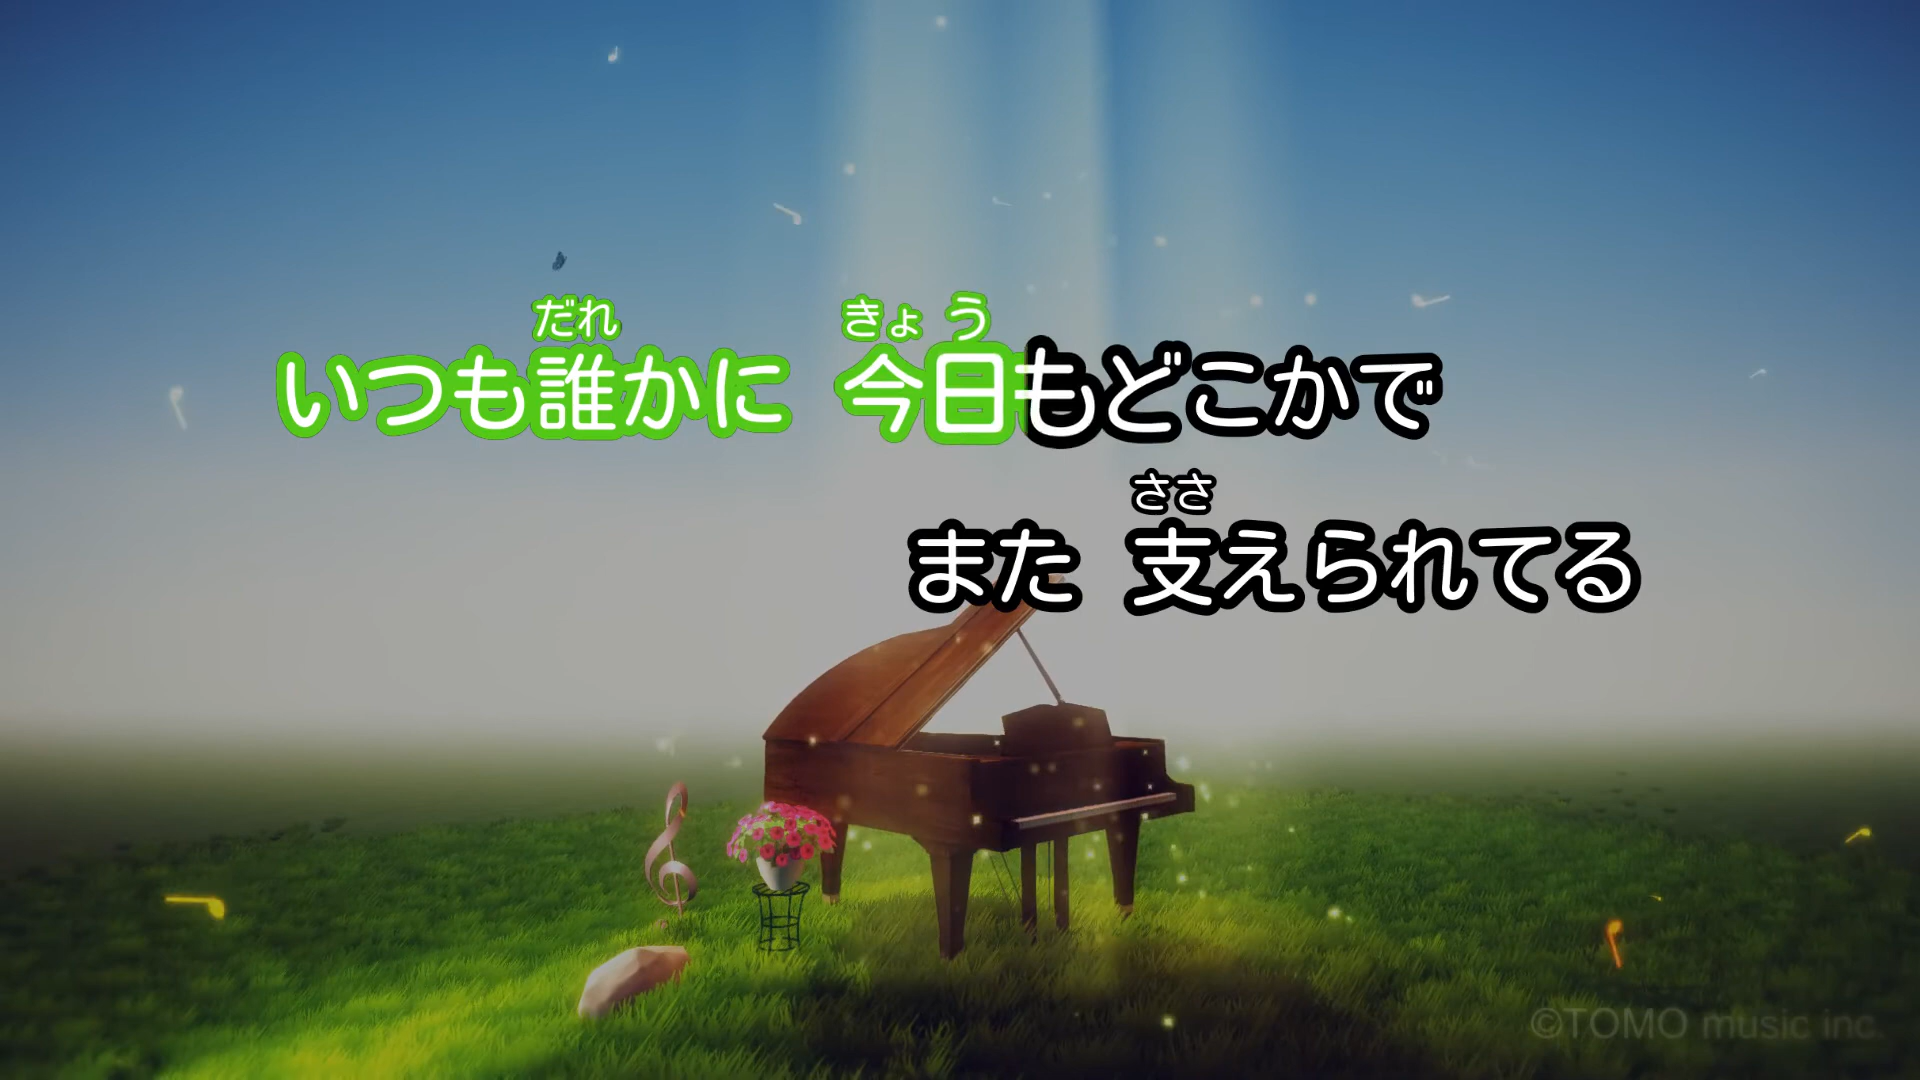 だれ きょう
いつも誰かに 今日もどこかで
ささ
また 支えられてる
©TOMO music inc.